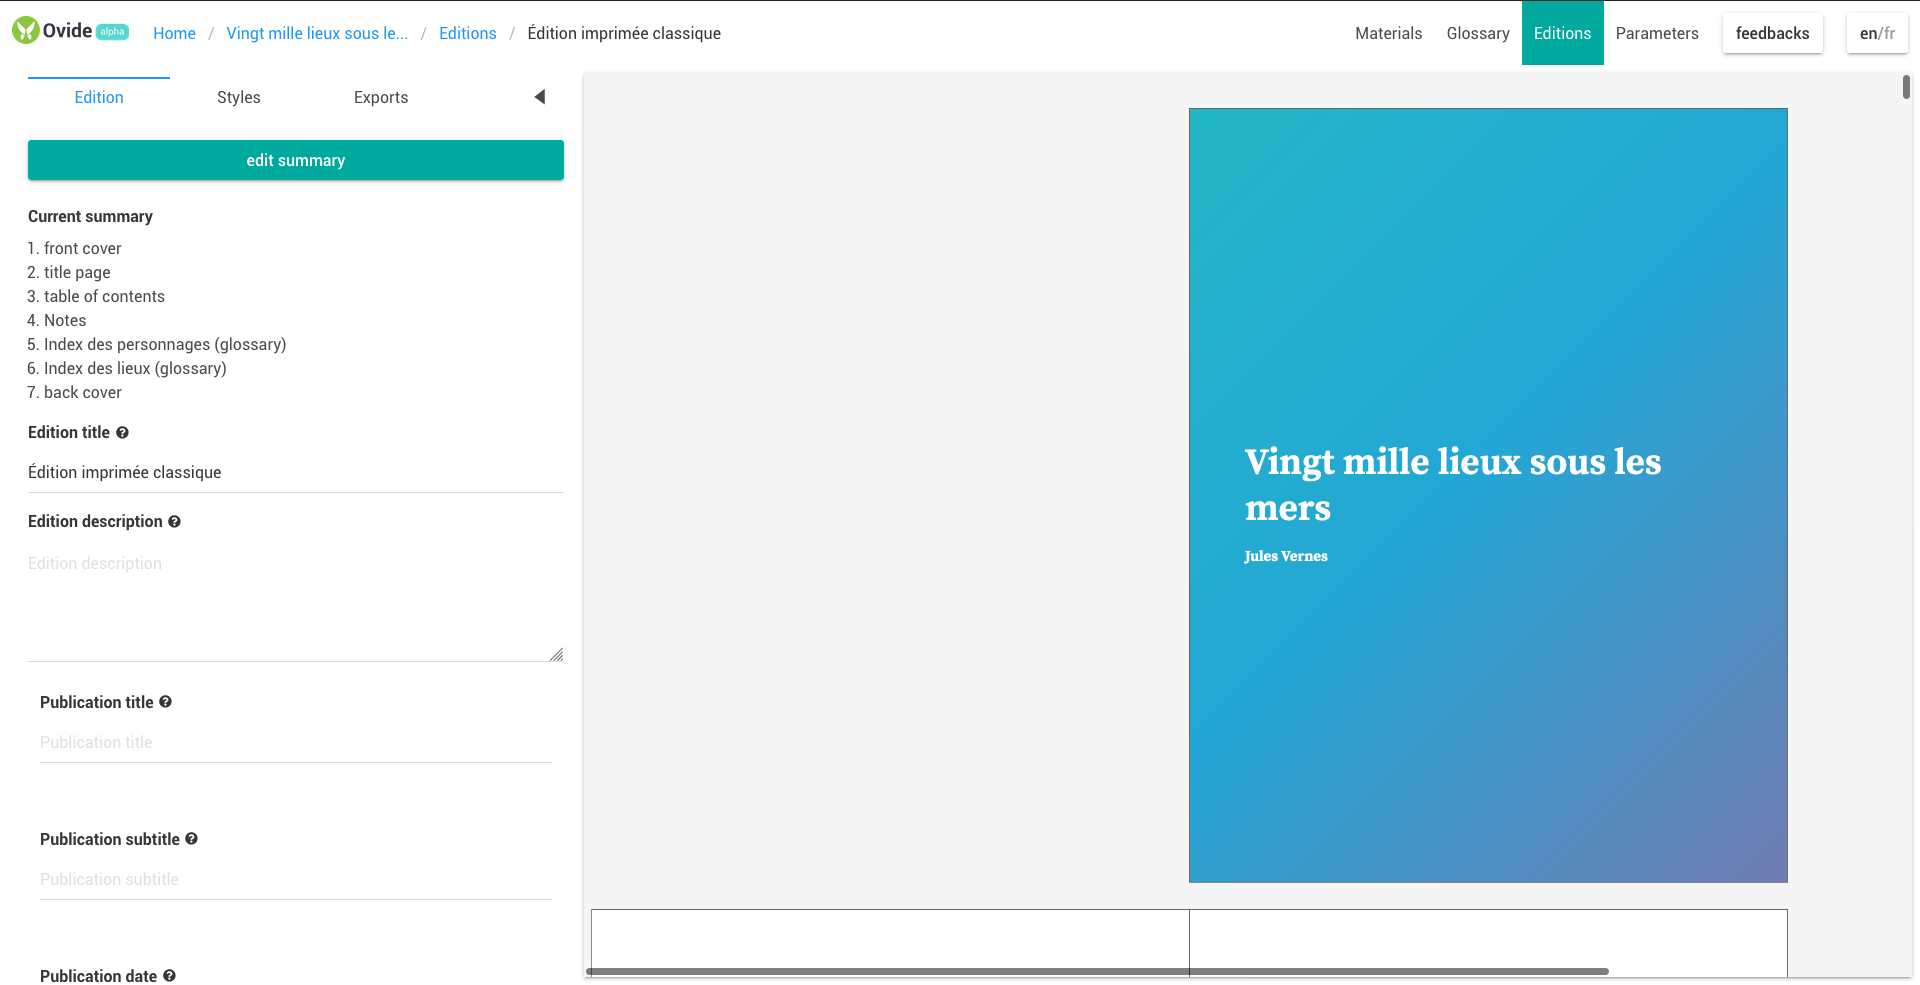 Ovide alpha Home / Vingt mille lieux sous le... / Editions / Édition imprimée classique
Materials Glossary Editions Parameters feedbacks en/fr
Edition Styles Exports
edit summary
Current summary
1. front cover
2. title page
3. table of contents
4. Notes
5. Index des personnages (glossary)
6. Index des lieux (glossary)
7. back cover
Edition title
Édition imprimée classique
Edition description
Edition description
Publication title
Publication title
Publication subtitle
Publication subtitle
Publication date
Vingt mille lieux sous les
mers
Jules Vernes